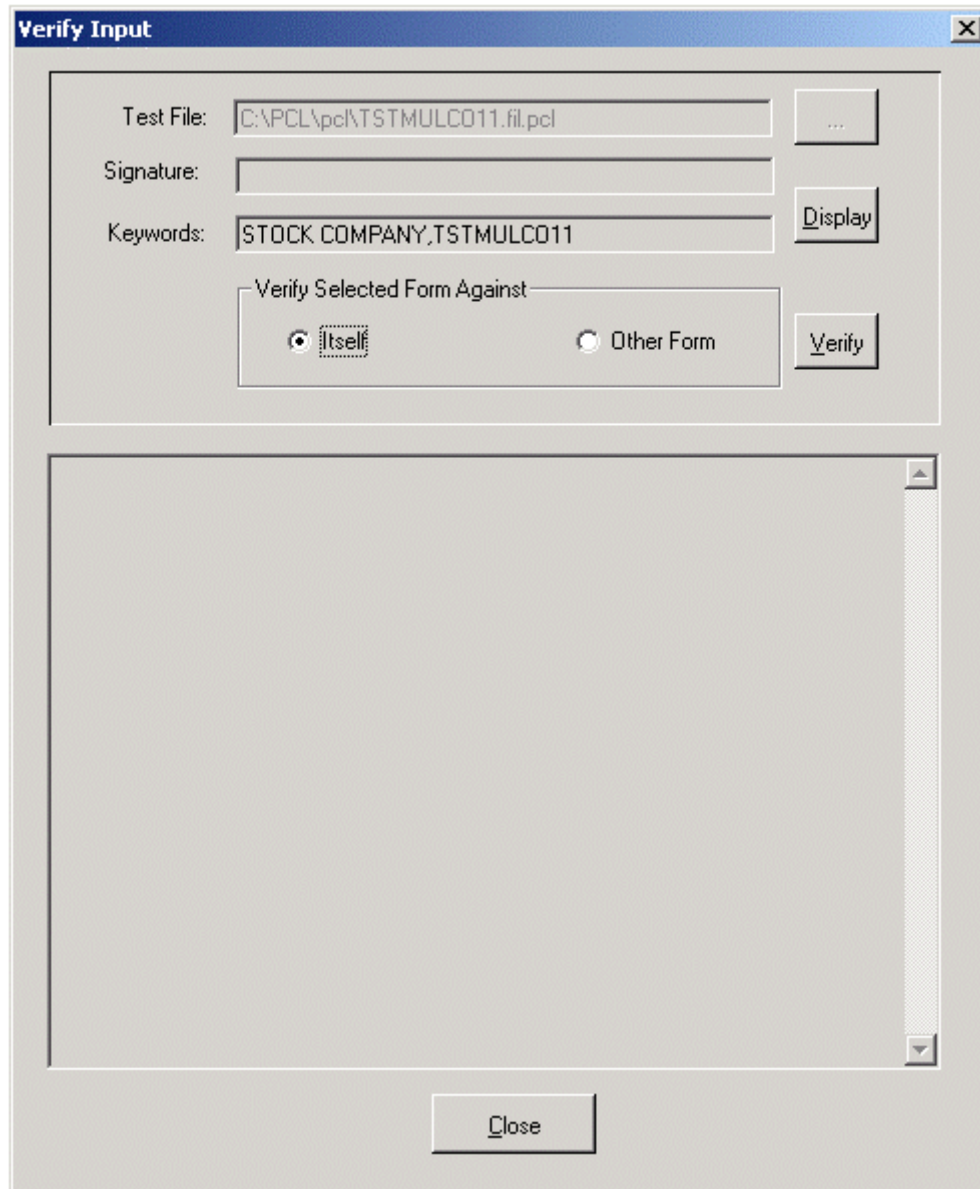 Verify Input
Test File: C:\PCL\pcl\TSTMULCO11.fil.pcl ...
Signature:
Display
Keywords: STOCK COMPANY,TSTMULCO11
Verify Selected Form Against
Itself Other Form Verify
Close